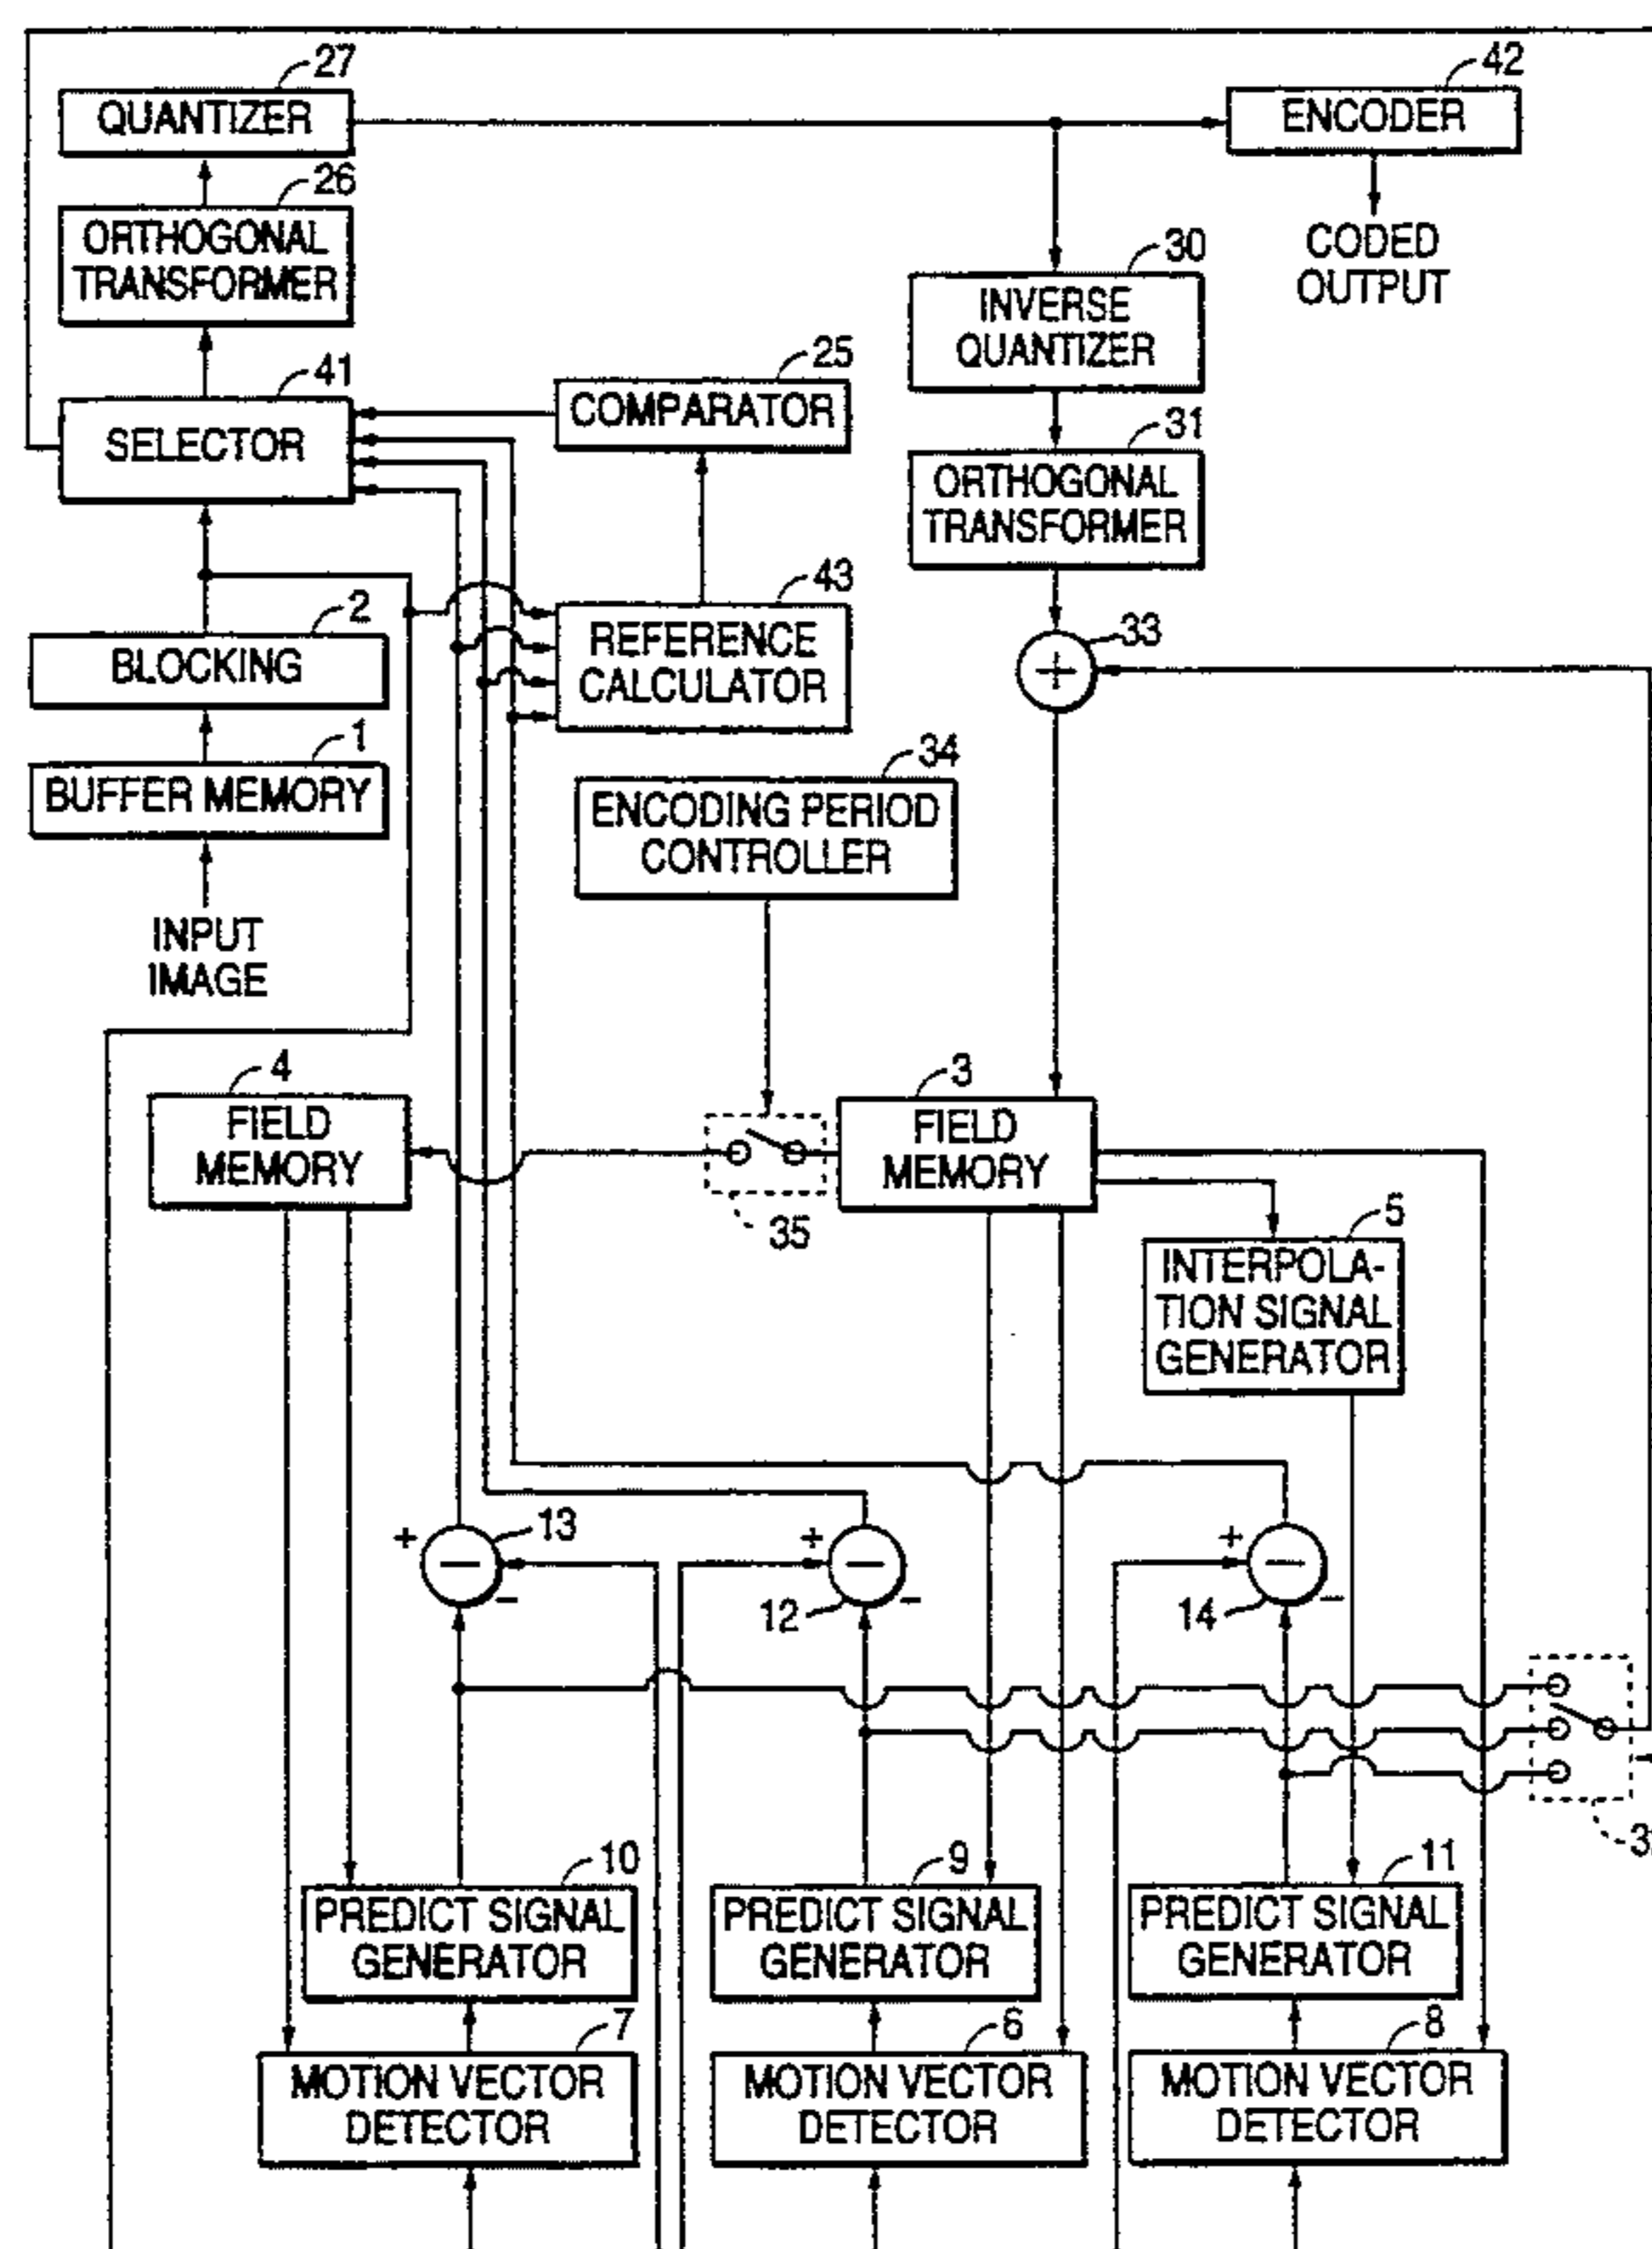 27
42
QUANTIZER
ENCODER
26
ORTHOGONAL
TRANSFORMER
CODED
OUTPUT
30
INVERSE
QUANTIZER
41
SELECTOR
25
COMPARATOR
31
ORTHOGONAL
TRANSFORMER
43
REFERENCE
CALCULATOR
2
BLOCKING
33
+
1
BUFFER MEMORY
34
ENCODING PERIOD
CONTROLLER
INPUT
IMAGE
4
FIELD
MEMORY
3
FIELD
MEMORY
35
5
INTERPOLA-
TION SIGNAL
GENERATOR
+ 13
−
−
+
−
12 −
+
−
14 −
10
PREDICT SIGNAL
GENERATOR
9
PREDICT SIGNAL
GENERATOR
11
PREDICT SIGNAL
GENERATOR
7
MOTION VECTOR
DETECTOR
6
MOTION VECTOR
DETECTOR
8
MOTION VECTOR
DETECTOR